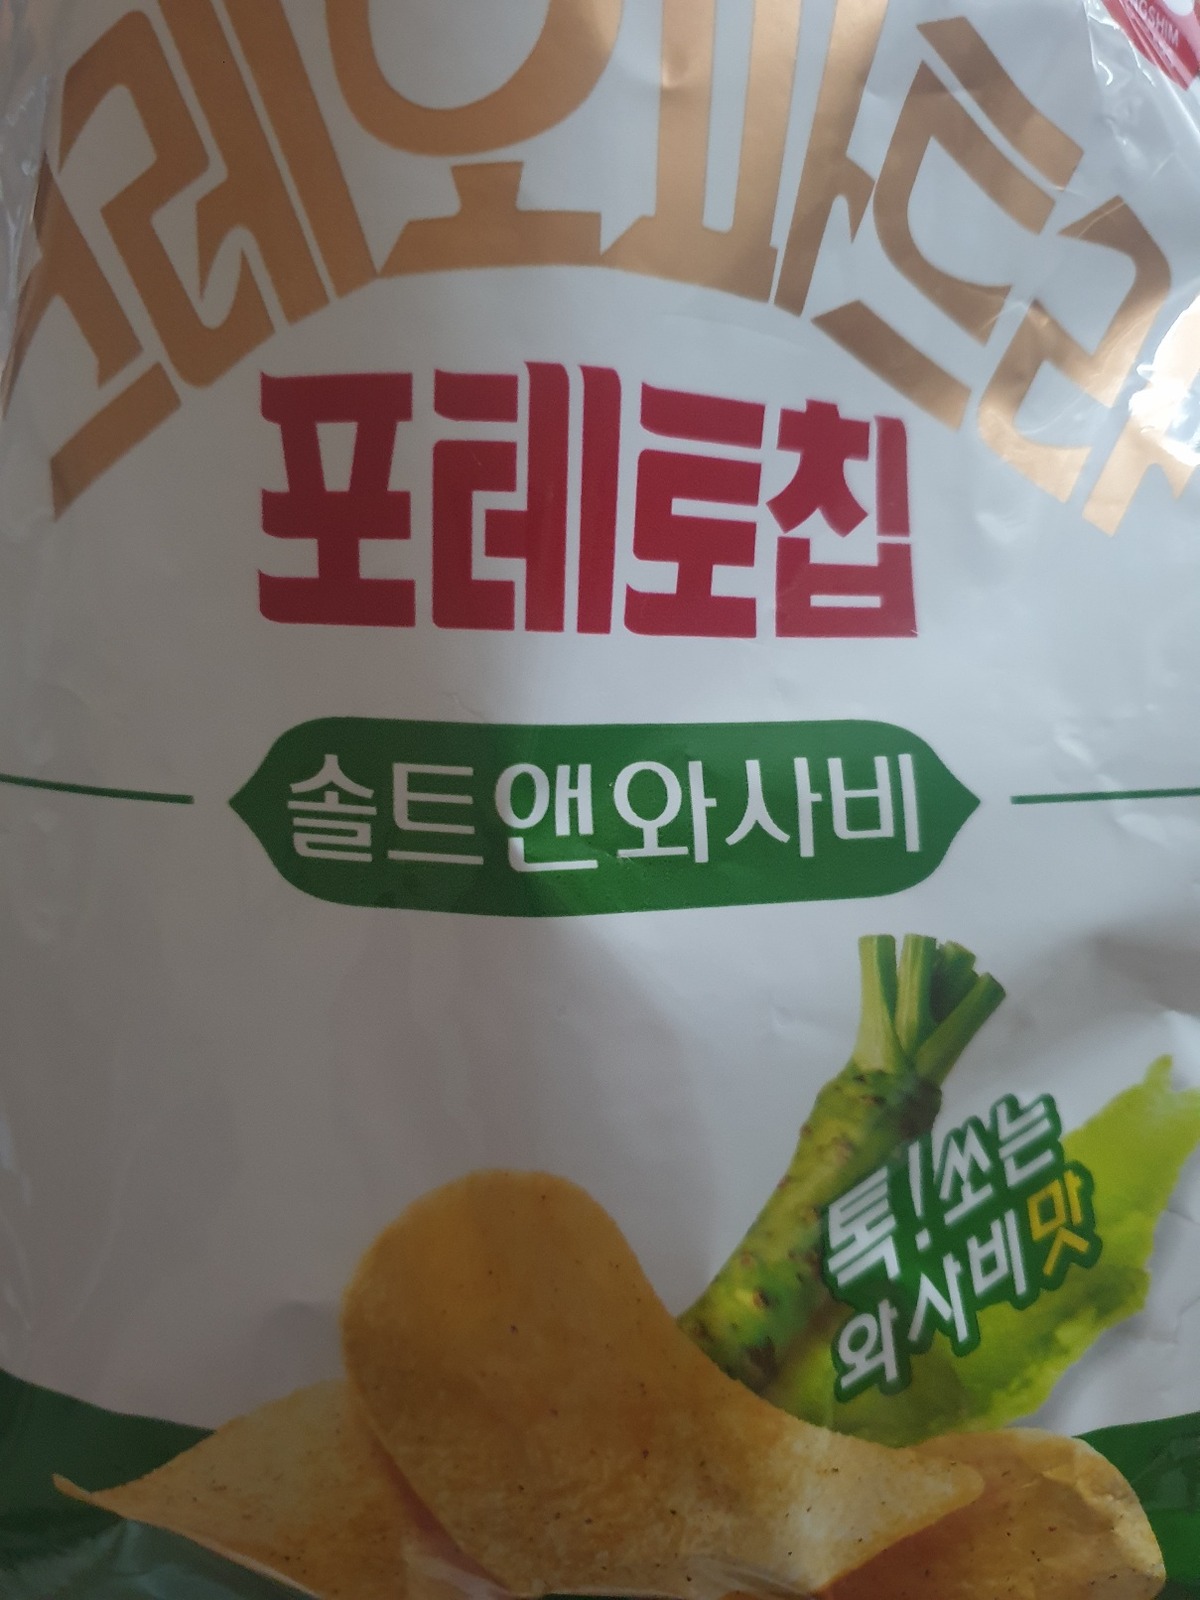 크레오파트라
포테토칩
솔트앤와사비
톡! 쏘는
와사비맛